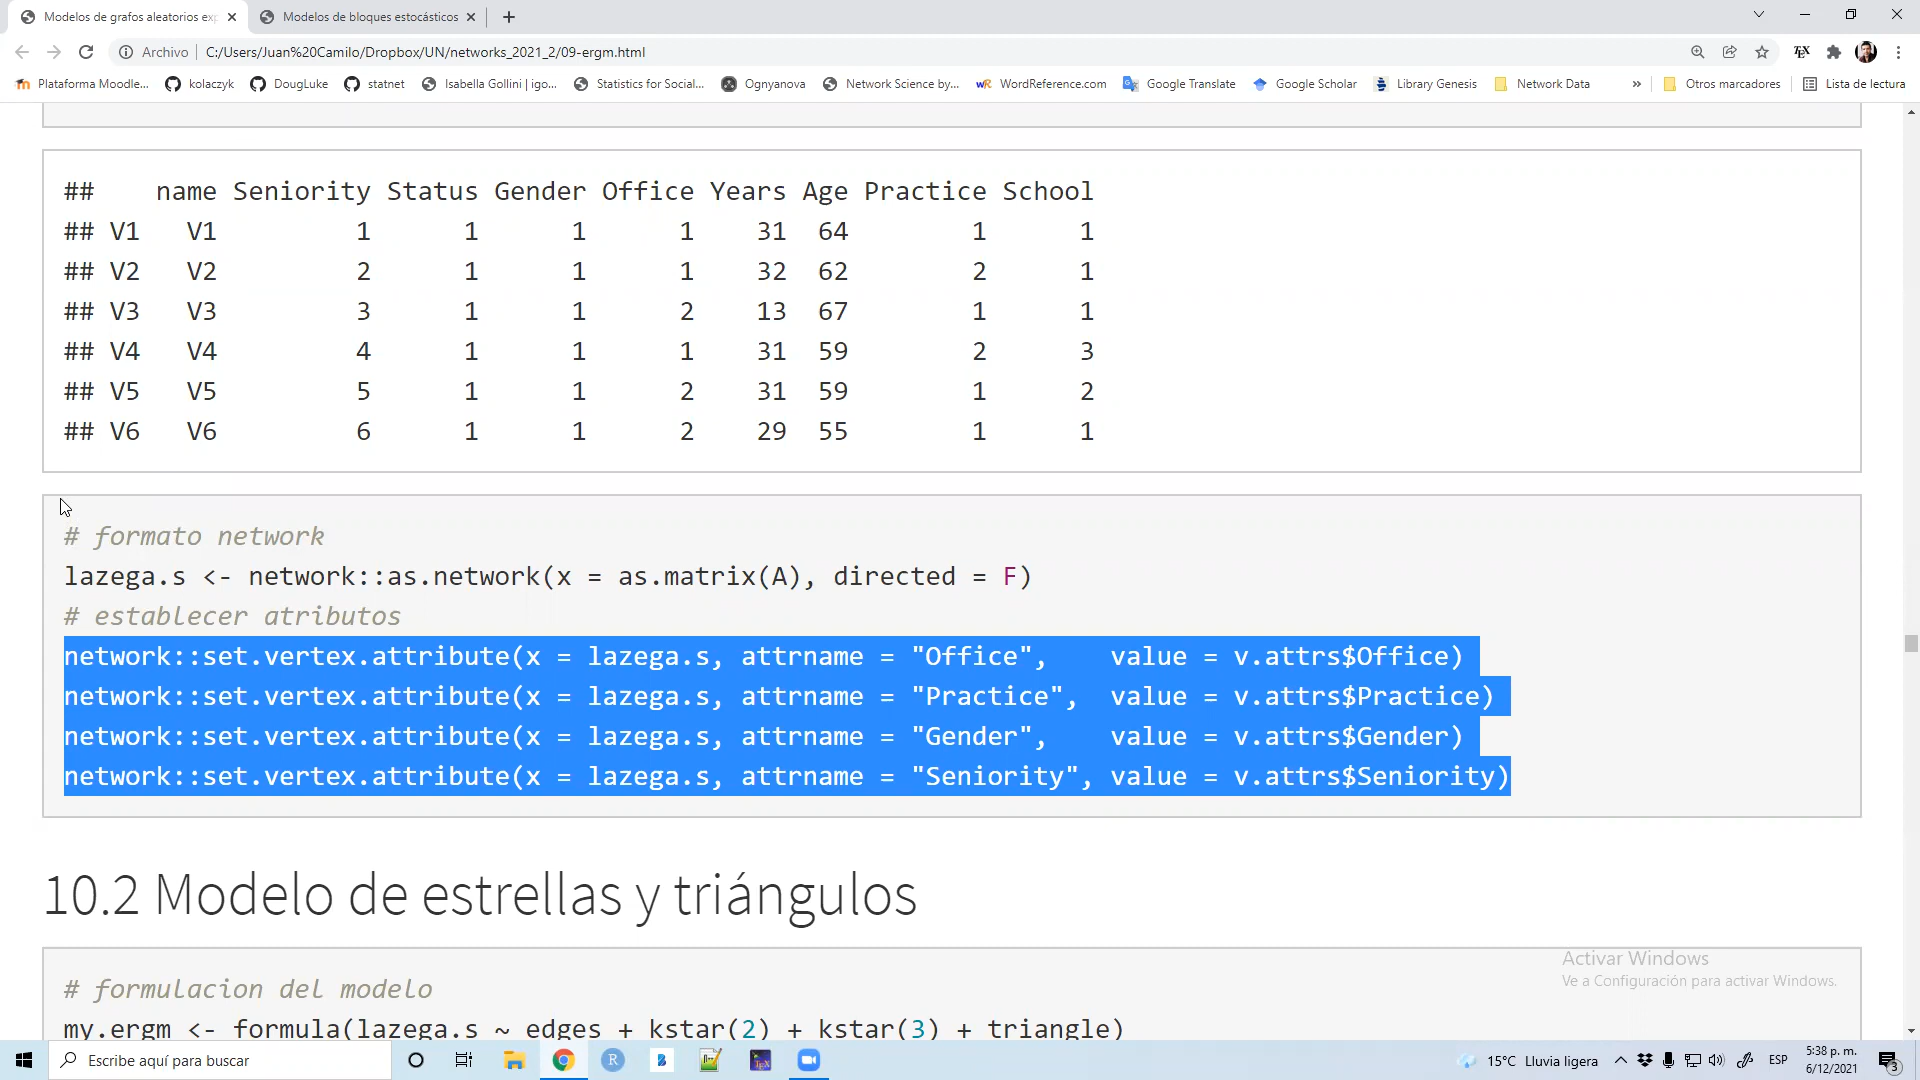 Modelos de grafos aleatorios exp
Modelos de bloques estocásticos
Archivo
C:/Users/Juan%20Camilo/Dropbox/UN/networks_2021_2/09-ergm.html
Plataforma Moodle...
kolaczyk
DougLuke
statnet
Isabella Gollini | igo...
Statistics for Social...
Ognyanova
Network Science by...
WordReference.com
Google Translate
Google Scholar
Library Genesis
Network Data
»
Otros marcadores
Lista de lectura
##    name Seniority Status Gender Office Years Age Practice School
## V1   V1         1      1      1      1    31  64        1      1
## V2   V2         2      1      1      1    32  62        2      1
## V3   V3         3      1      1      2    13  67        1      1
## V4   V4         4      1      1      1    31  59        2      3
## V5   V5         5      1      1      2    31  59        1      2
## V6   V6         6      1      1      2    29  55        1      1
# formato network
lazega.s <- network::as.network(x = as.matrix(A), directed = F)
# establecer atributos
network::set.vertex.attribute(x = lazega.s, attrname = "Office",    value = v.attrs$Office)
network::set.vertex.attribute(x = lazega.s, attrname = "Practice",  value = v.attrs$Practice)
network::set.vertex.attribute(x = lazega.s, attrname = "Gender",    value = v.attrs$Gender)
network::set.vertex.attribute(x = lazega.s, attrname = "Seniority", value = v.attrs$Seniority)
10.2 Modelo de estrellas y triángulos
# formulacion del modelo
my.ergm <- formula(lazega.s ~ edges + kstar(2) + kstar(3) + triangle)
Activar Windows
Ve a Configuración para activar Windows.
Escribe aquí para buscar
15°C Lluvia ligera
ESP
5:38 p. m.
6/12/2021
3